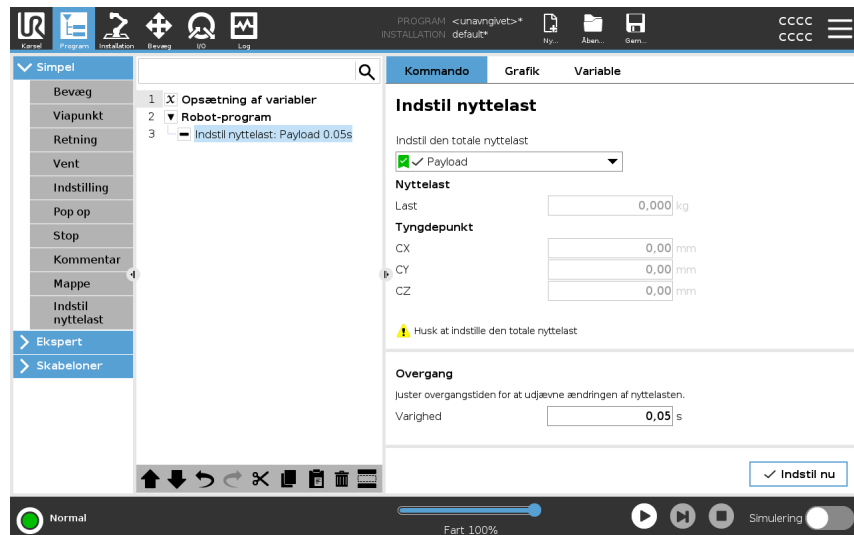 PROGRAM <unavngivet>*
INSTALLATION default*
Kørsel
Program
Installation
Bevæg
I/O
Log
Ny...
Åben...
Gem...
CCCC
CCCC
Simpel
Bevæg
Viapunkt
Retning
Vent
Indstilling
Pop op
Stop
Kommentar
Mappe
Indstil
nyttelast
Ekspert
Skabeloner
1 X Opsætning af variabler
2 Robot-program
3 Indstil nyttelast: Payload 0.05s
Kommando
Grafik
Variable
Indstil nyttelast
Indstil den totale nyttelast
Payload
Nyttelast
Last 0,000 kg
Tyngdepunkt
CX 0,00 mm
CY 0,00 mm
CZ 0,00 mm
Husk at indstille den totale nyttelast
Overgang
Juster overgangstiden for at udjævne ændringen af nyttelasten.
Varighed 0,05 s
Indstil nu
Normal
Fart 100%
Simulering